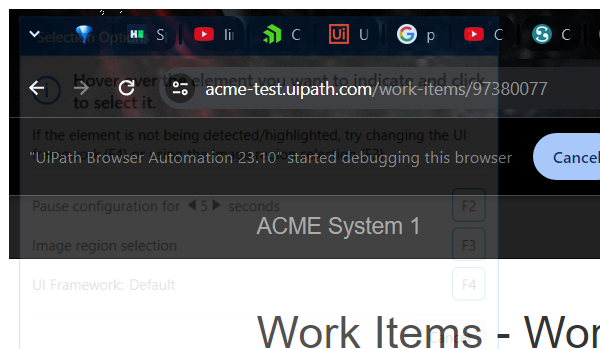 Selection Options
S li C U p C C
Hover over the element you want to indicate and click
to select it.
acme-test.uipath.com/work-items/97380077
If the element is not being detected/highlighted, try changing the UI
"UiPath Browser Automation 23.10" started debugging this browser
Cancel
Pause configuration for 5 seconds F2
ACME System 1
Image region selection F3
UI Framework: Default F4
Work Items - Wor